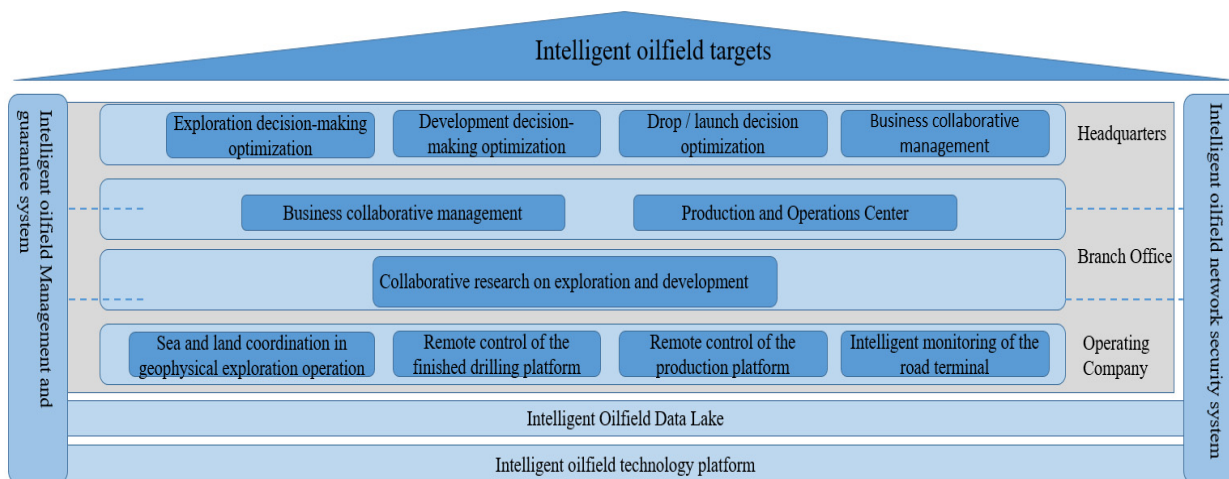 Intelligent oilfield targets
Intelligent oilfield Management and
guarantee system
Exploration decision-making
optimization
Development decision-
making optimization
Drop / launch decision
optimization
Business collaborative
management
Headquarters
Business collaborative management
Production and Operations Center
Branch Office
Collaborative research on exploration and development
Sea and land coordination in
geophysical exploration operation
Remote control of the
finished drilling platform
Remote control of the
production platform
Intelligent monitoring of the
road terminal
Operating
Company
Intelligent oilfield network security system
Intelligent Oilfield Data Lake
Intelligent oilfield technology platform